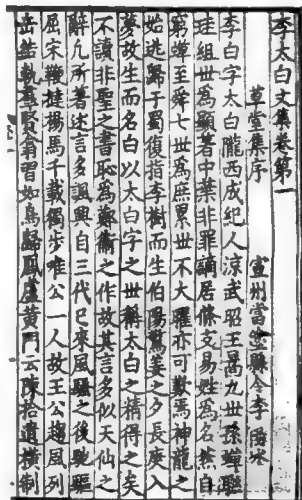 李太白文集卷第一
草堂集序　宣州當塗縣令李陽冰
李白字太白隴西成紀人涼武昭王暠九世孫蟬聯
珪組世為顯著中葉非罪謫居條支易姓為名然自
窮蟬至舜七世為庶累世不大曜亦可歎焉神龍之
始逃歸于蜀復指李樹而生伯陽驚姜之夕長庚入
夢故生而名白以太白字之世稱太白之精得之矣
不讀非聖之書恥為鄭衛之作故其言多似天仙之
辭凡所著述言多諷興自三代已來風騷之後馳驅
屈宋鞭撻楊馬千載獨步唯公一人故王公趨風列
岳結軌羣賢翕習如鳥歸鳳盧黃門云陳拾遺橫制